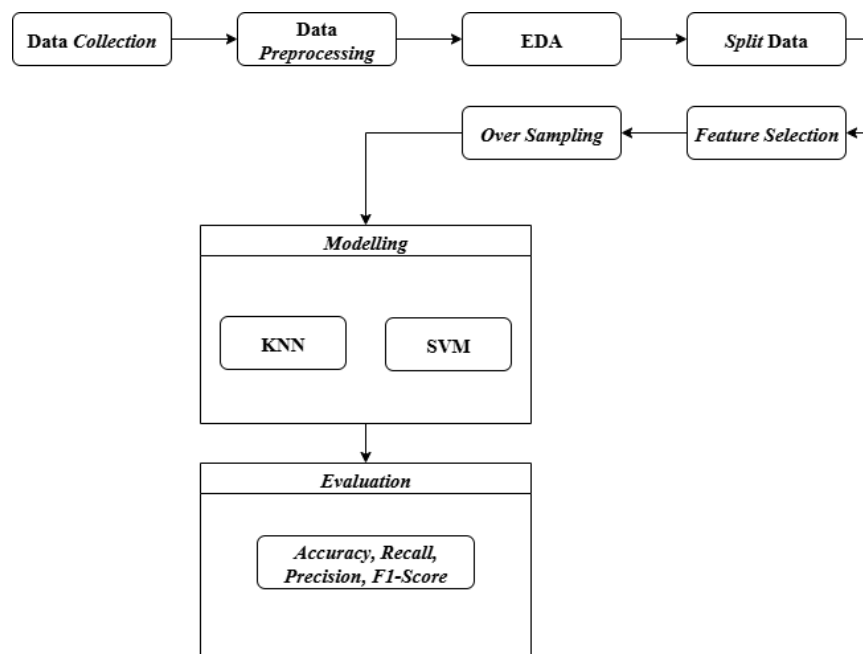 Data Collection
Data
Preprocessing
EDA
Split Data
Over Sampling
Feature Selection
Modelling
KNN
SVM
Evaluation
Accuracy, Recall,
Precision, F1-Score